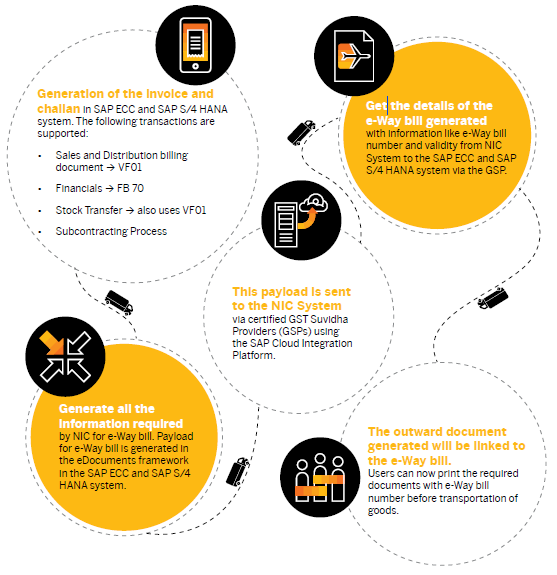 Generation of the invoice and
challan in SAP ECC and SAP S/4 HANA
system. The following transactions are
supported:
• Sales and Distribution billing
document → VF01
• Financials → FB 70
• Stock Transfer → also uses VF01
• Subcontracting Process
Generate all the
information required
by NIC for e-Way bill. Payload
for e-Way bill is generated in
the eDocuments framework
in the SAP ECC and SAP S/4
HANA system.
This payload is sent
to the NIC System
via certified GST Suvidha
Providers (GSPs) using
the SAP Cloud Integration
Platform.
Get the details of the
e-Way bill generated
with information like e-Way bill
number and validity from NIC
System to the SAP ECC and SAP
S/4 HANA system via the GSP.
The outward document
generated will be linked to
the e-Way bill.
Users can now print the required
documents with e-Way bill
number before transportation of
goods.